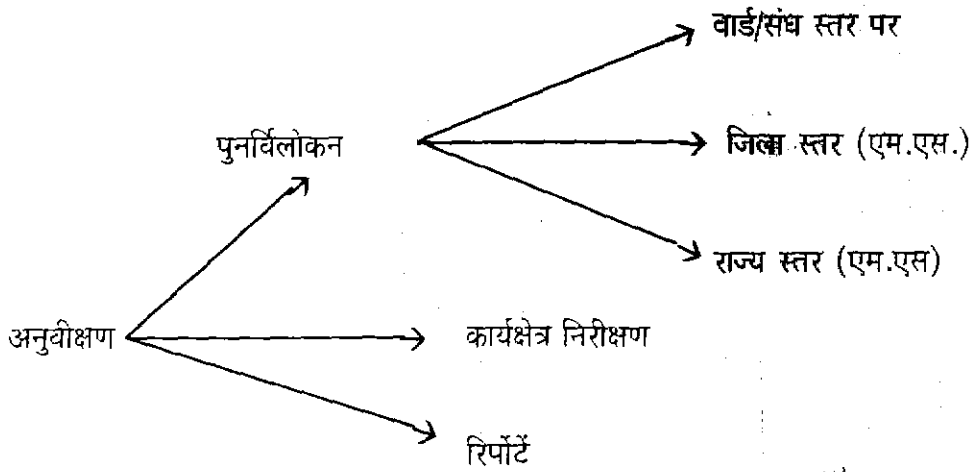 वार्ड/संघ स्तर पर
पुनर्विलोकन
जिला स्तर (एम.एस.)
राज्य स्तर (एम.एस)
अनुवीक्षण
कार्यक्षेत्र निरीक्षण
रिर्पोटें